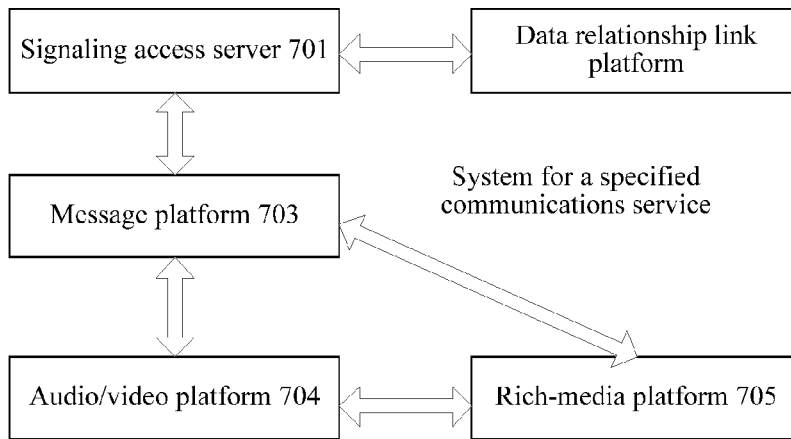 Signaling access server 701
Data relationship link
platform
Message platform 703
System for a specified
communications service
Audio/video platform 704
Rich-media platform 705